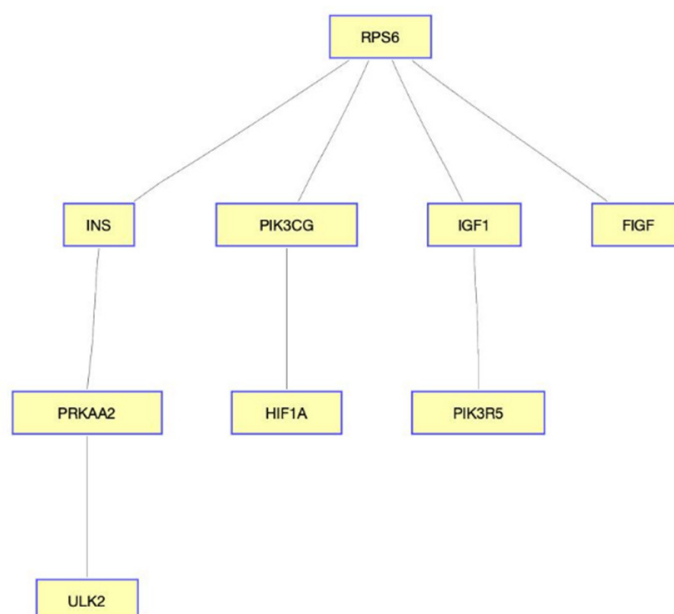 RPS6
INS
PIK3CG
IGF1
FIGF
PRKAA2
HIF1A
PIK3R5
ULK2